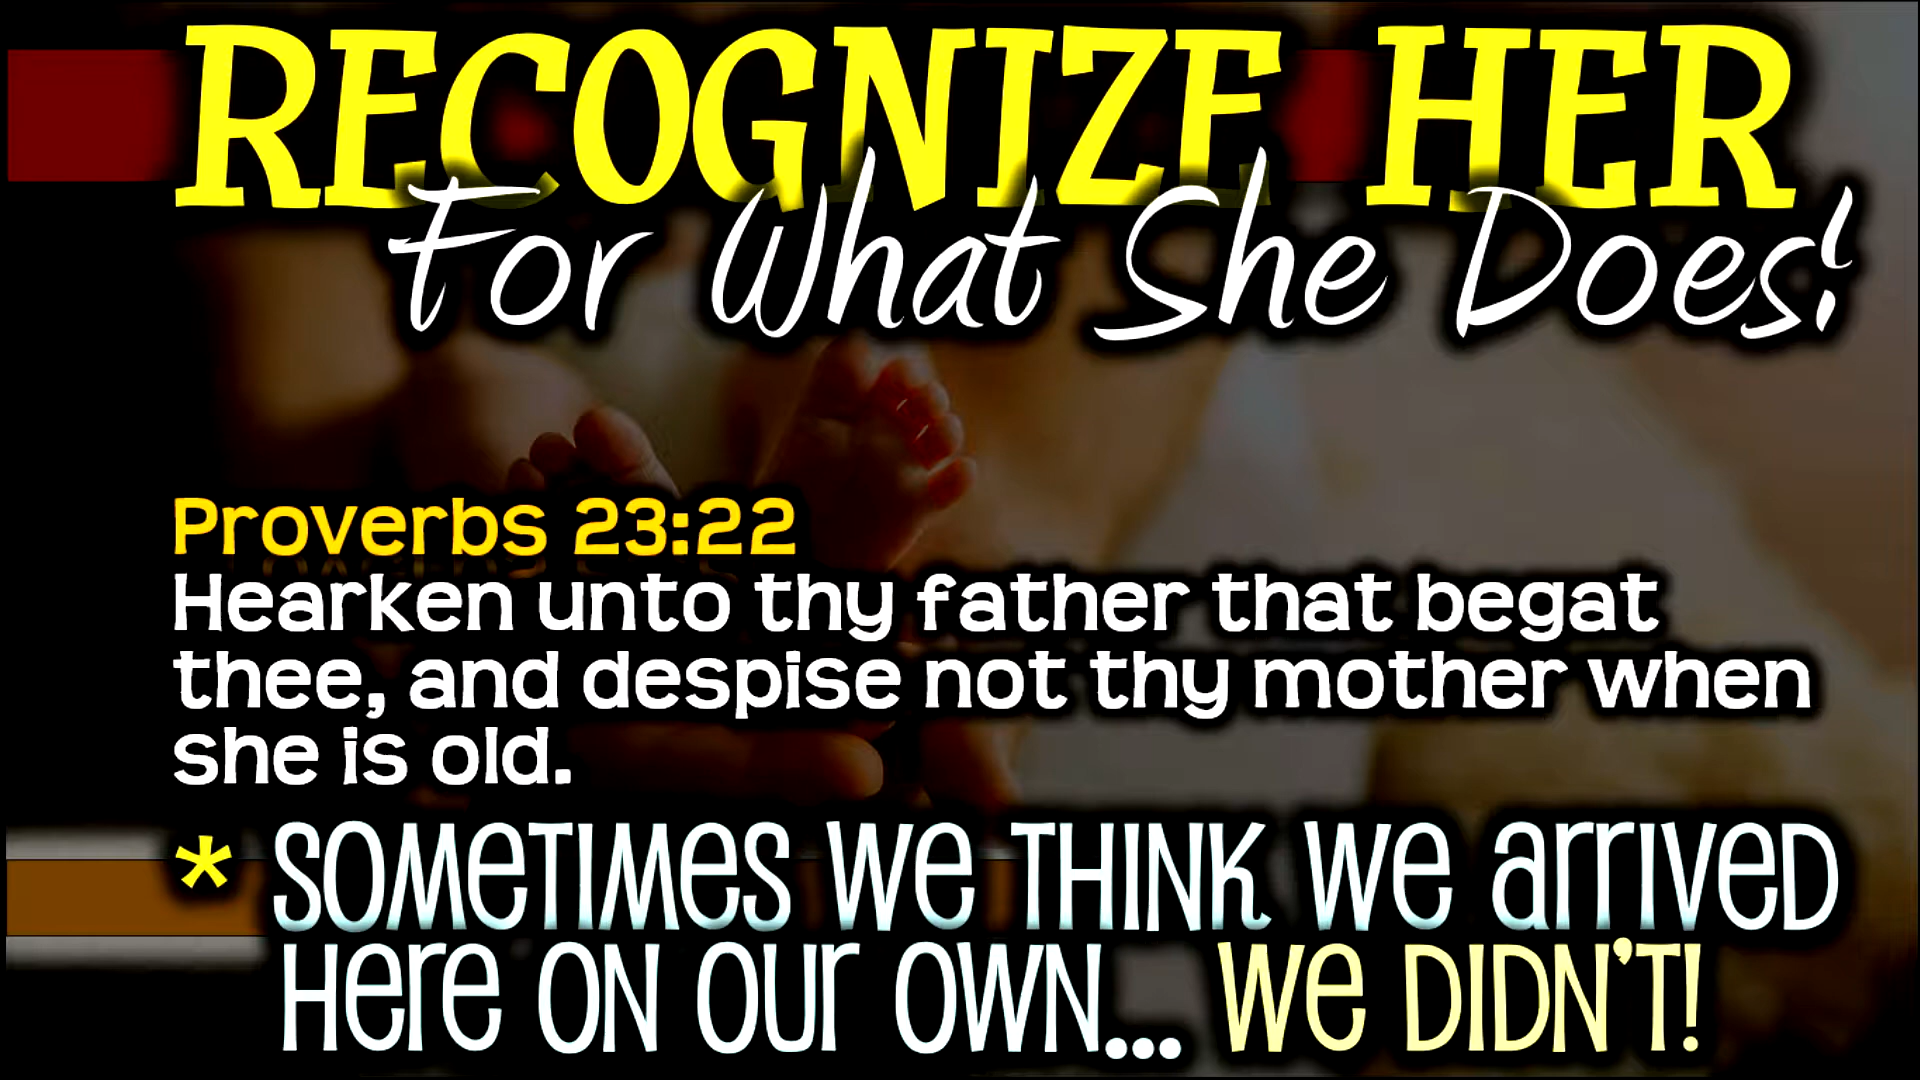 RECOGNIZE HER
For What She Does!
Proverbs 23:22
Hearken unto thy father that begat
thee, and despise not thy mother when
she is old.
* SOMETIMES WE THINK WE ARRIVED
HERE ON OUR OWN... WE DIDN'T!